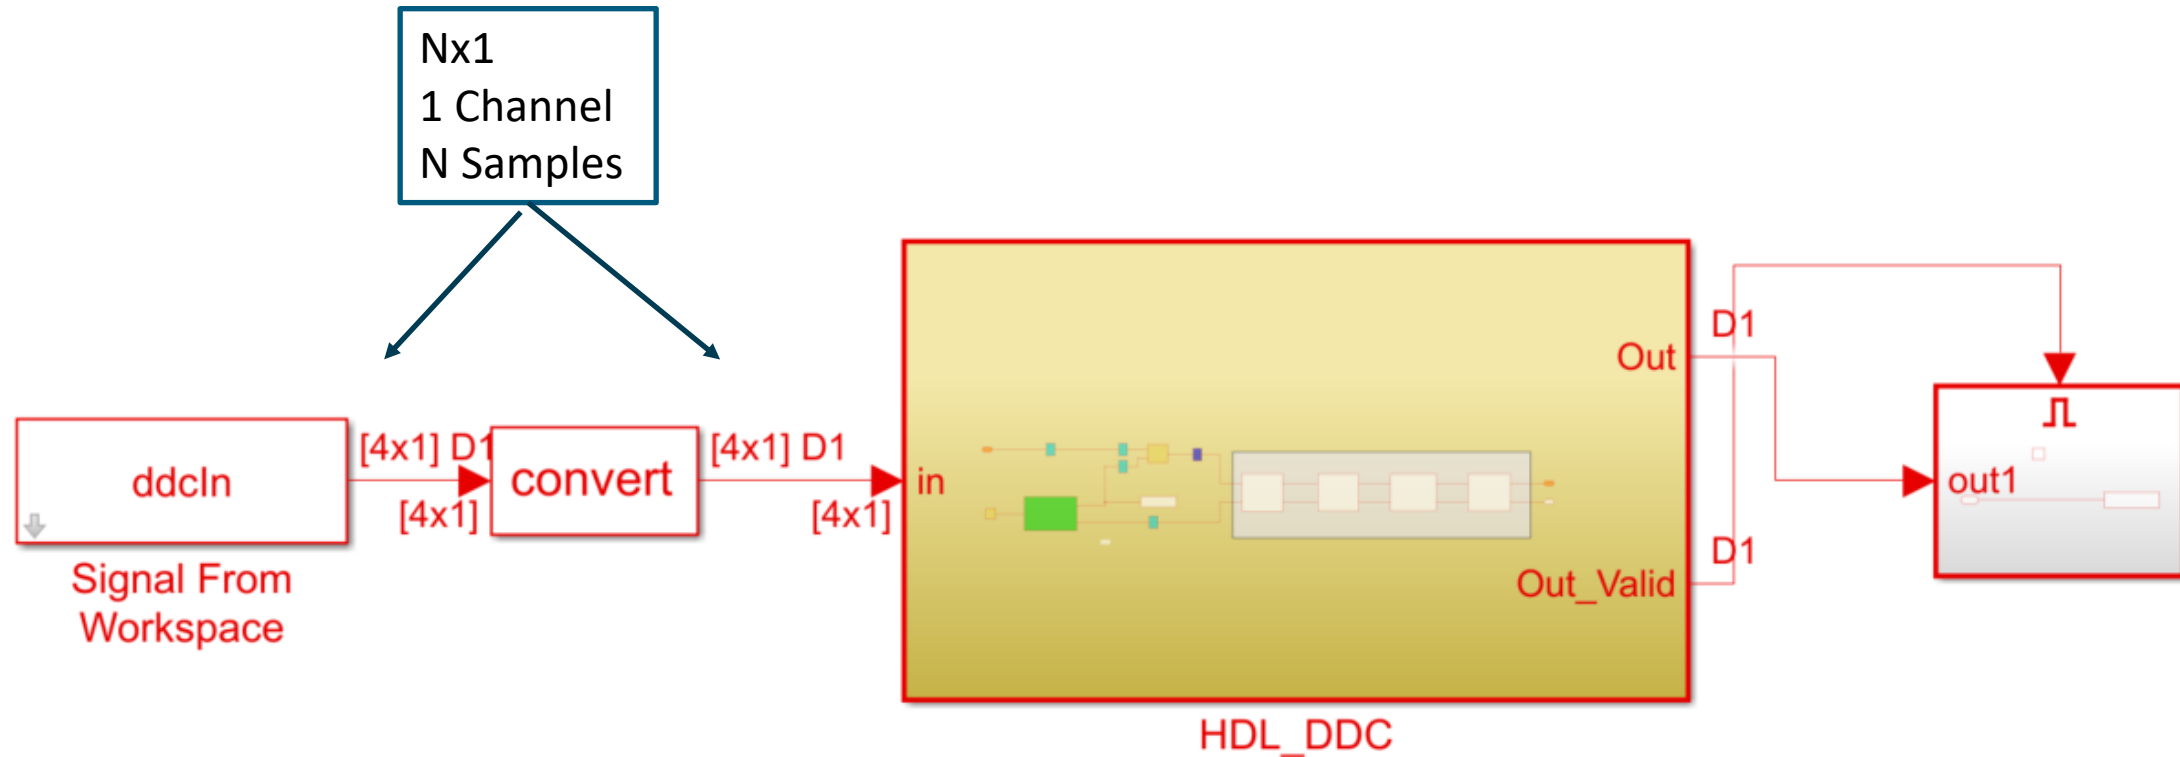 Nx1
1 Channel
N Samples
ddcIn
Signal From
Workspace
[4x1] D1
[4x1]
convert
[4x1] D1
[4x1]
in
Out
Out_Valid
HDL_DDC
D1
D1
out1